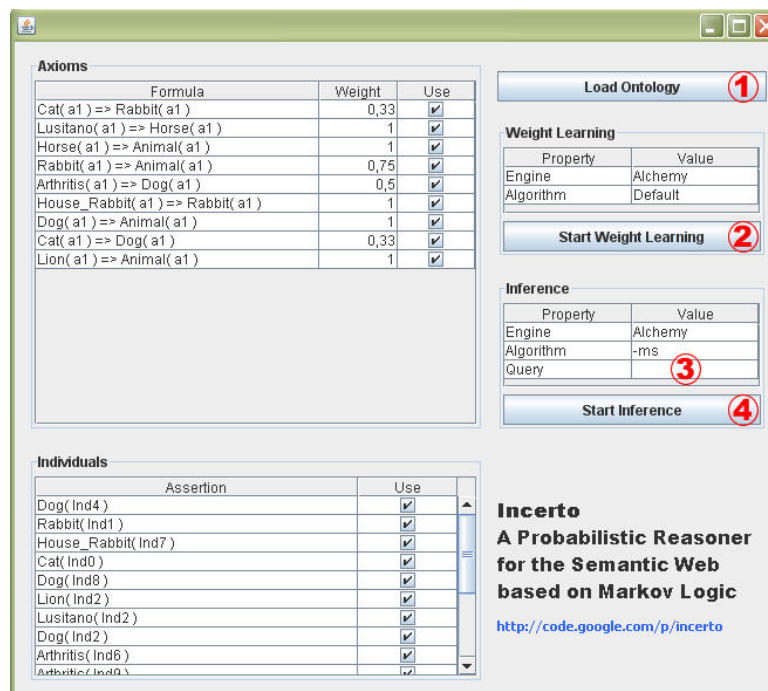 Axioms
Formula Weight Use
Cat( a1 ) => Rabbit( a1 ) 0,33
Lusitano( a1 ) => Horse( a1 ) 1
Horse( a1 ) => Animal( a1 ) 1
Rabbit( a1 ) => Animal( a1 ) 0,75
Arthritis( a1 ) => Dog( a1 ) 0,5
House_Rabbit( a1 ) => Rabbit( a1 ) 1
Dog( a1 ) => Animal( a1 ) 1
Cat( a1 ) => Dog( a1 ) 0,33
Lion( a1 ) => Animal( a1 ) 1
Load Ontology 1
Weight Learning
Property Value
Engine Alchemy
Algorithm Default
Start Weight Learning 2
Inference
Property Value
Engine Alchemy
Algorithm -ms
Query 3
Start Inference 4
Individuals
Assertion Use
Dog( Ind4 )
Rabbit( Ind1 )
House_Rabbit( Ind7 )
Cat( Ind0 )
Dog( Ind8 )
Lion( Ind2 )
Lusitano( Ind2 )
Dog( Ind2 )
Arthritis( Ind6 )
Arthritis( Ind9 )
Incerto
A Probabilistic Reasoner
for the Semantic Web
based on Markov Logic
http://code.google.com/p/incerto